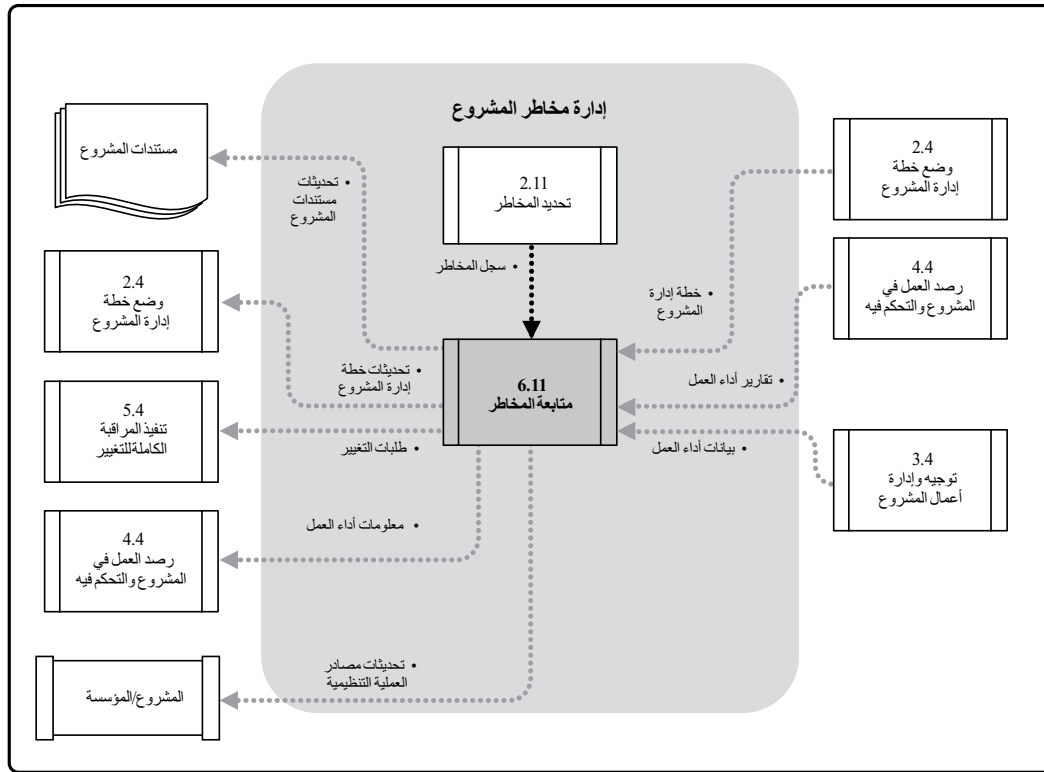 إدارة مخاطر المشروع
2.4
وضع خطة
إدارة المشروع
4.4
رصد العمل في
المشروع والتحكم فيه
3.4
توجيه وإدارة
أعمال المشروع
• خطة إدارة
المشروع
• تقارير أداء العمل
• بيانات أداء العمل
2.11
تحديد المخاطر
• سجل المخاطر
6.11
متابعة المخاطر
• تحديثات
مستندات
المشروع
• تحديثات خطة
إدارة المشروع
• طلبات التغيير
• معلومات أداء العمل
• تحديثات مصادر
العملية التنظيمية
مستندات المشروع
2.4
وضع خطة
إدارة المشروع
5.4
تنفيذ المراقبة
الكاملة للتغيير
4.4
رصد العمل في
المشروع والتحكم فيه
المشروع/المؤسسة